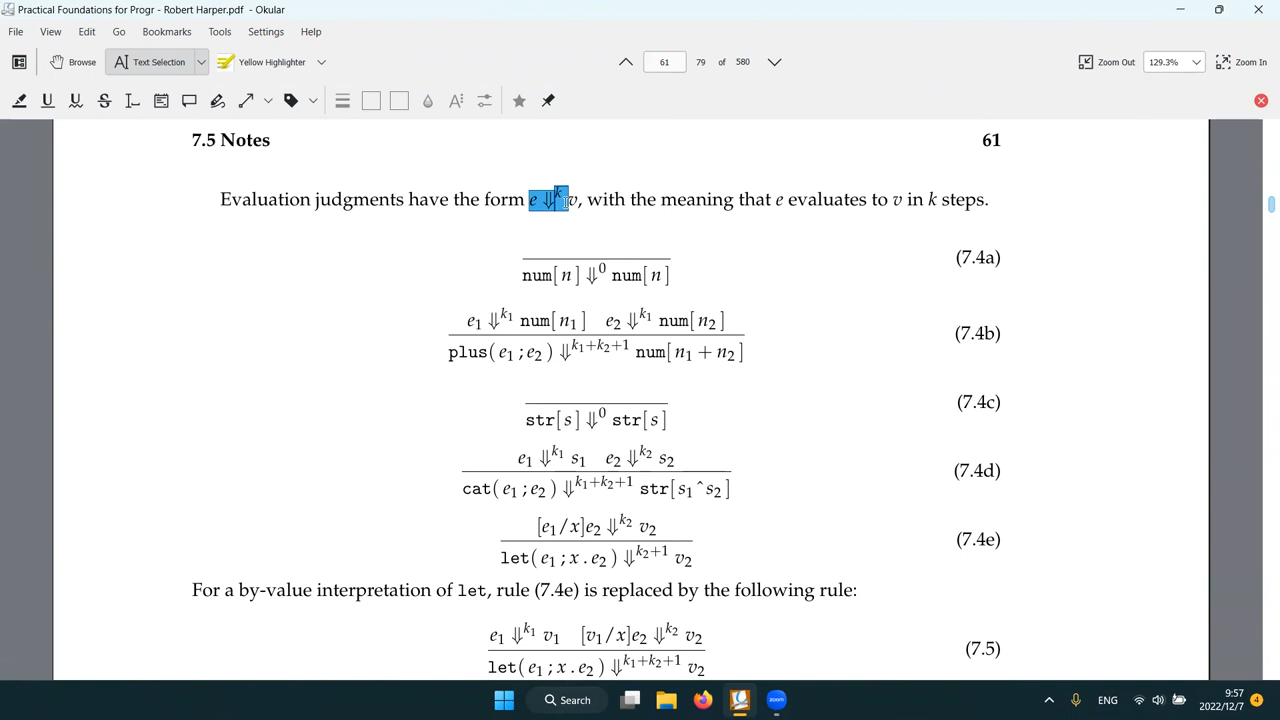 Practical Foundations for Progr - Robert Harper.pdf - Okular
File View Edit Go Bookmarks Tools Settings Help
Browse Text Selection Yellow Highlighter 61 79 of 580 Zoom Out 129.3% Zoom In
7.5 Notes 61
Evaluation judgments have the form e ⇓^k v, with the meaning that e evaluates to v in k steps.
num[n] ⇓^0 num[n] (7.4a)
e1 ⇓^k1 num[n1] e2 ⇓^k1 num[n2]
plus(e1;e2) ⇓^k1+k2+1 num[n1 + n2] (7.4b)
str[s] ⇓^0 str[s] (7.4c)
e1 ⇓^k1 s1 e2 ⇓^k2 s2
cat(e1;e2) ⇓^k1+k2+1 str[s1^s2] (7.4d)
[e1/x]e2 ⇓^k2 v2
let(e1;x.e2) ⇓^k2+1 v2 (7.4e)
For a by-value interpretation of let, rule (7.4e) is replaced by the following rule:
e1 ⇓^k1 v1 [v1/x]e2 ⇓^k2 v2
let(e1;x.e2) ⇓^k1+k2+1 v2 (7.5)
Search zoom ENG 9:57
2022/12/7 4